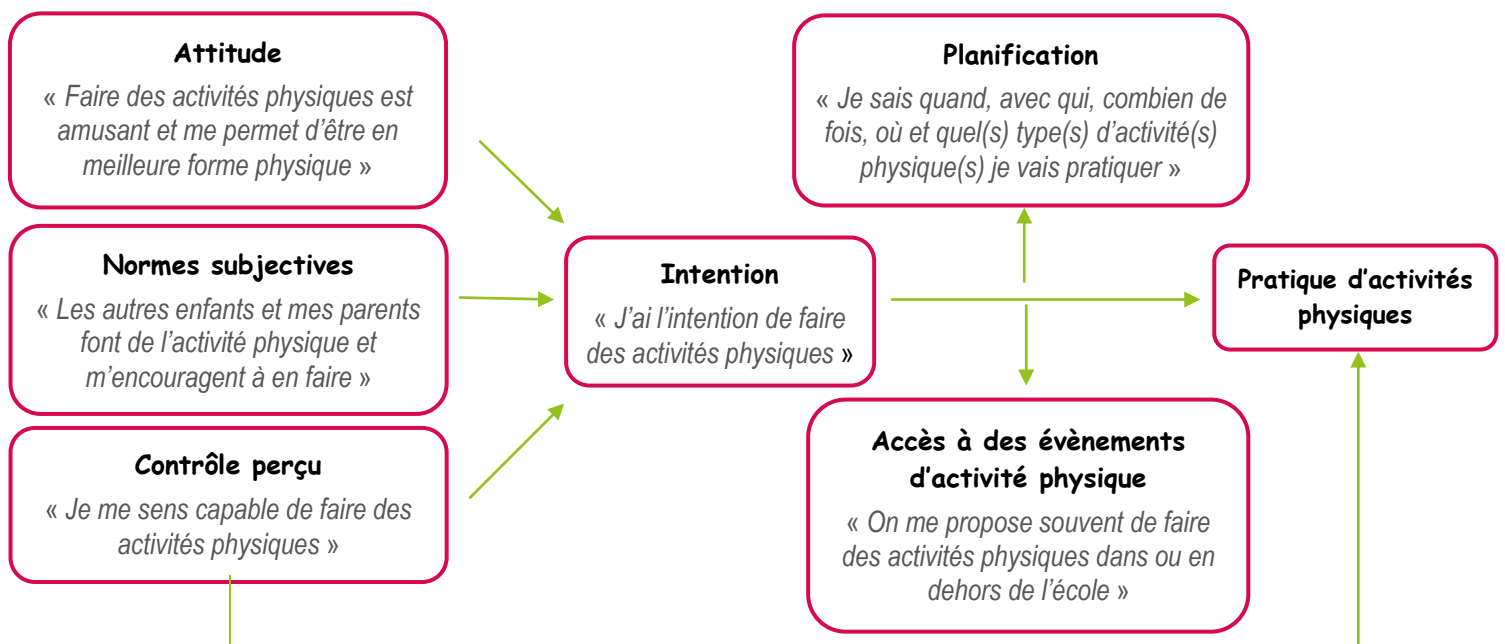 Attitude
« Faire des activités physiques est
amusant et me permet d'être en
meilleure forme physique »
Normes subjectives
« Les autres enfants et mes parents
font de l'activité physique et
m'encouragent à en faire »
Contrôle perçu
« Je me sens capable de faire des
activités physiques »
Intention
« J'ai l'intention de faire
des activités physiques »
Planification
« Je sais quand, avec qui, combien de
fois, où et quel(s) type(s) d'activité(s)
physique(s) je vais pratiquer »
Accès à des évènements
d'activité physique
« On me propose souvent de faire
des activités physiques dans ou en
dehors de l'école »
Pratique d'activités
physiques